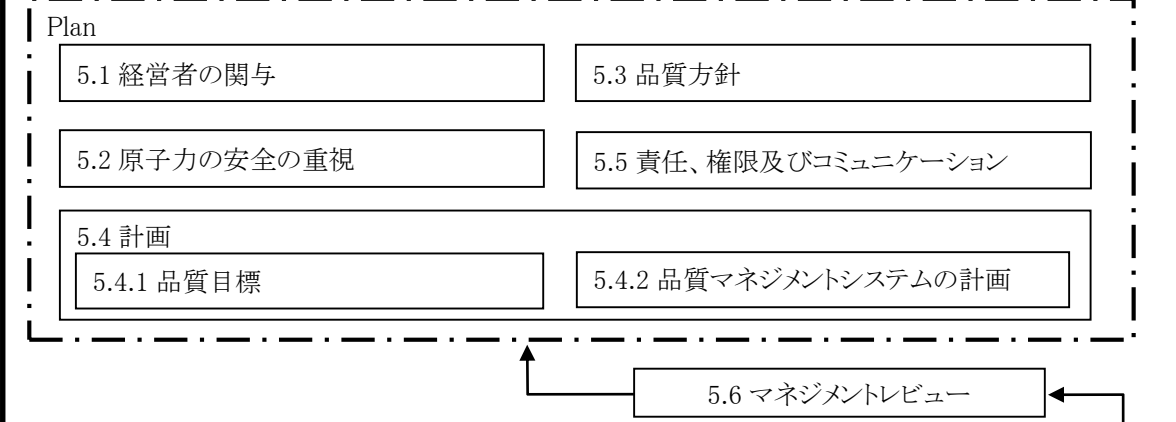 Plan
5.1 経営者の関与
5.3 品質方針
5.2 原子力の安全の重視
5.5 責任、権限及びコミュニケーション
5.4 計画
5.4.1 品質目標
5.4.2 品質マネジメントシステムの計画
5.6 マネジメントレビュー